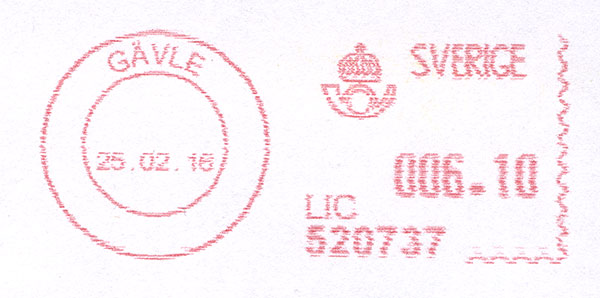 GÄVLE
25.02.16
SVERIGE
006.10
LIC
520737